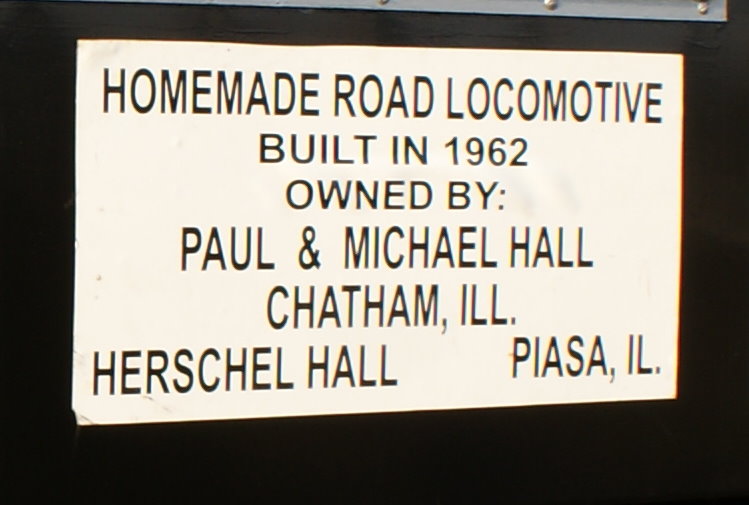 HOMEMADE ROAD LOCOMOTIVE
BUILT IN 1962
OWNED BY:
PAUL & MICHAEL HALL
CHATHAM, ILL.
HERSCHEL HALL PIASA, IL.